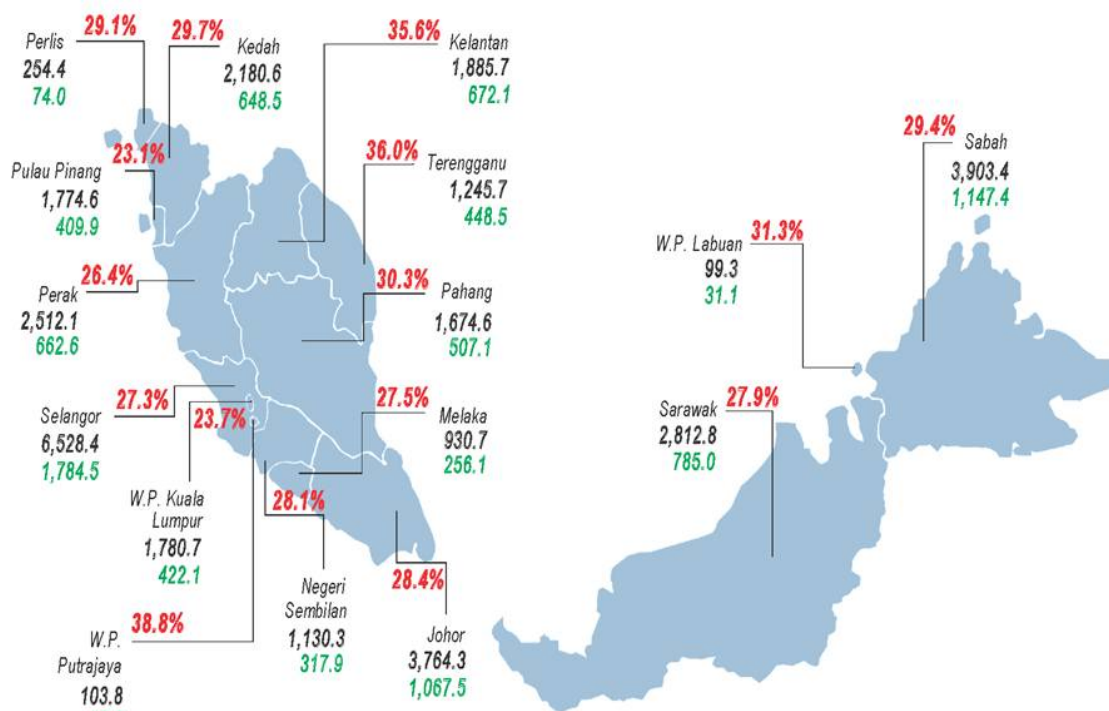 Perlis
29.1%
254.4
74.0
29.7%
Kedah
2,180.6
648.5
35.6%
Kelantan
1,885.7
672.1
23.1%
Pulau Pinang
1,774.6
409.9
36.0%
Terengganu
1,245.7
448.5
29.4%
Sabah
3,903.4
1,147.4
26.4%
Perak
2,512.1
662.6
30.3%
Pahang
1,674.6
507.1
31.3%
W.P. Labuan
99.3
31.1
27.3%
Selangor
6,528.4
1,784.5
23.7%
W.P. Kuala
Lumpur
1,780.7
422.1
27.5%
Melaka
930.7
256.1
27.9%
Sarawak
2,812.8
785.0
28.1%
Negeri
Sembilan
1,130.3
317.9
28.4%
Johor
3,764.3
1,067.5
38.8%
W.P.
Putrajaya
103.8